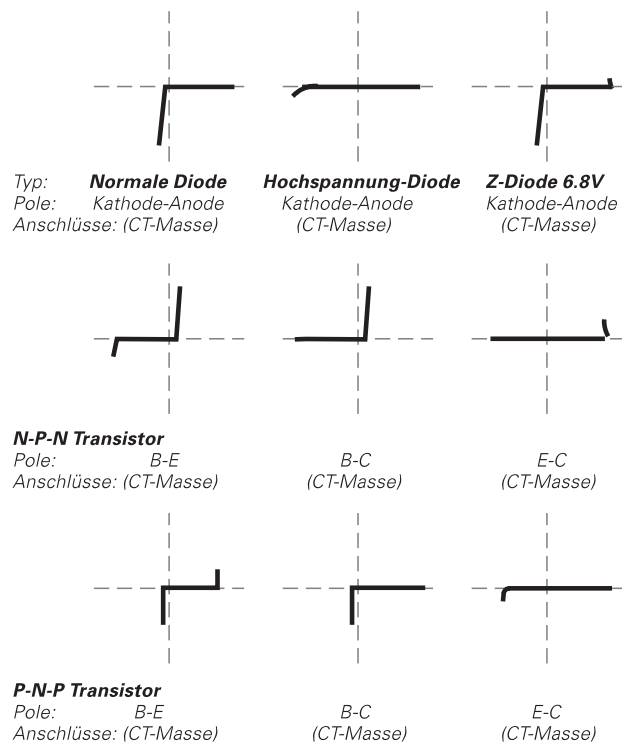 Typ: Normale Diode Hochspannung-Diode Z-Diode 6.8V
Pole: Kathode-Anode Kathode-Anode Kathode-Anode
Anschlüsse: (CT-Masse) (CT-Masse) (CT-Masse)
N-P-N Transistor
Pole: B-E B-C E-C
Anschlüsse: (CT-Masse) (CT-Masse) (CT-Masse)
P-N-P Transistor
Pole: B-E B-C E-C
Anschlüsse: (CT-Masse) (CT-Masse) (CT-Masse)